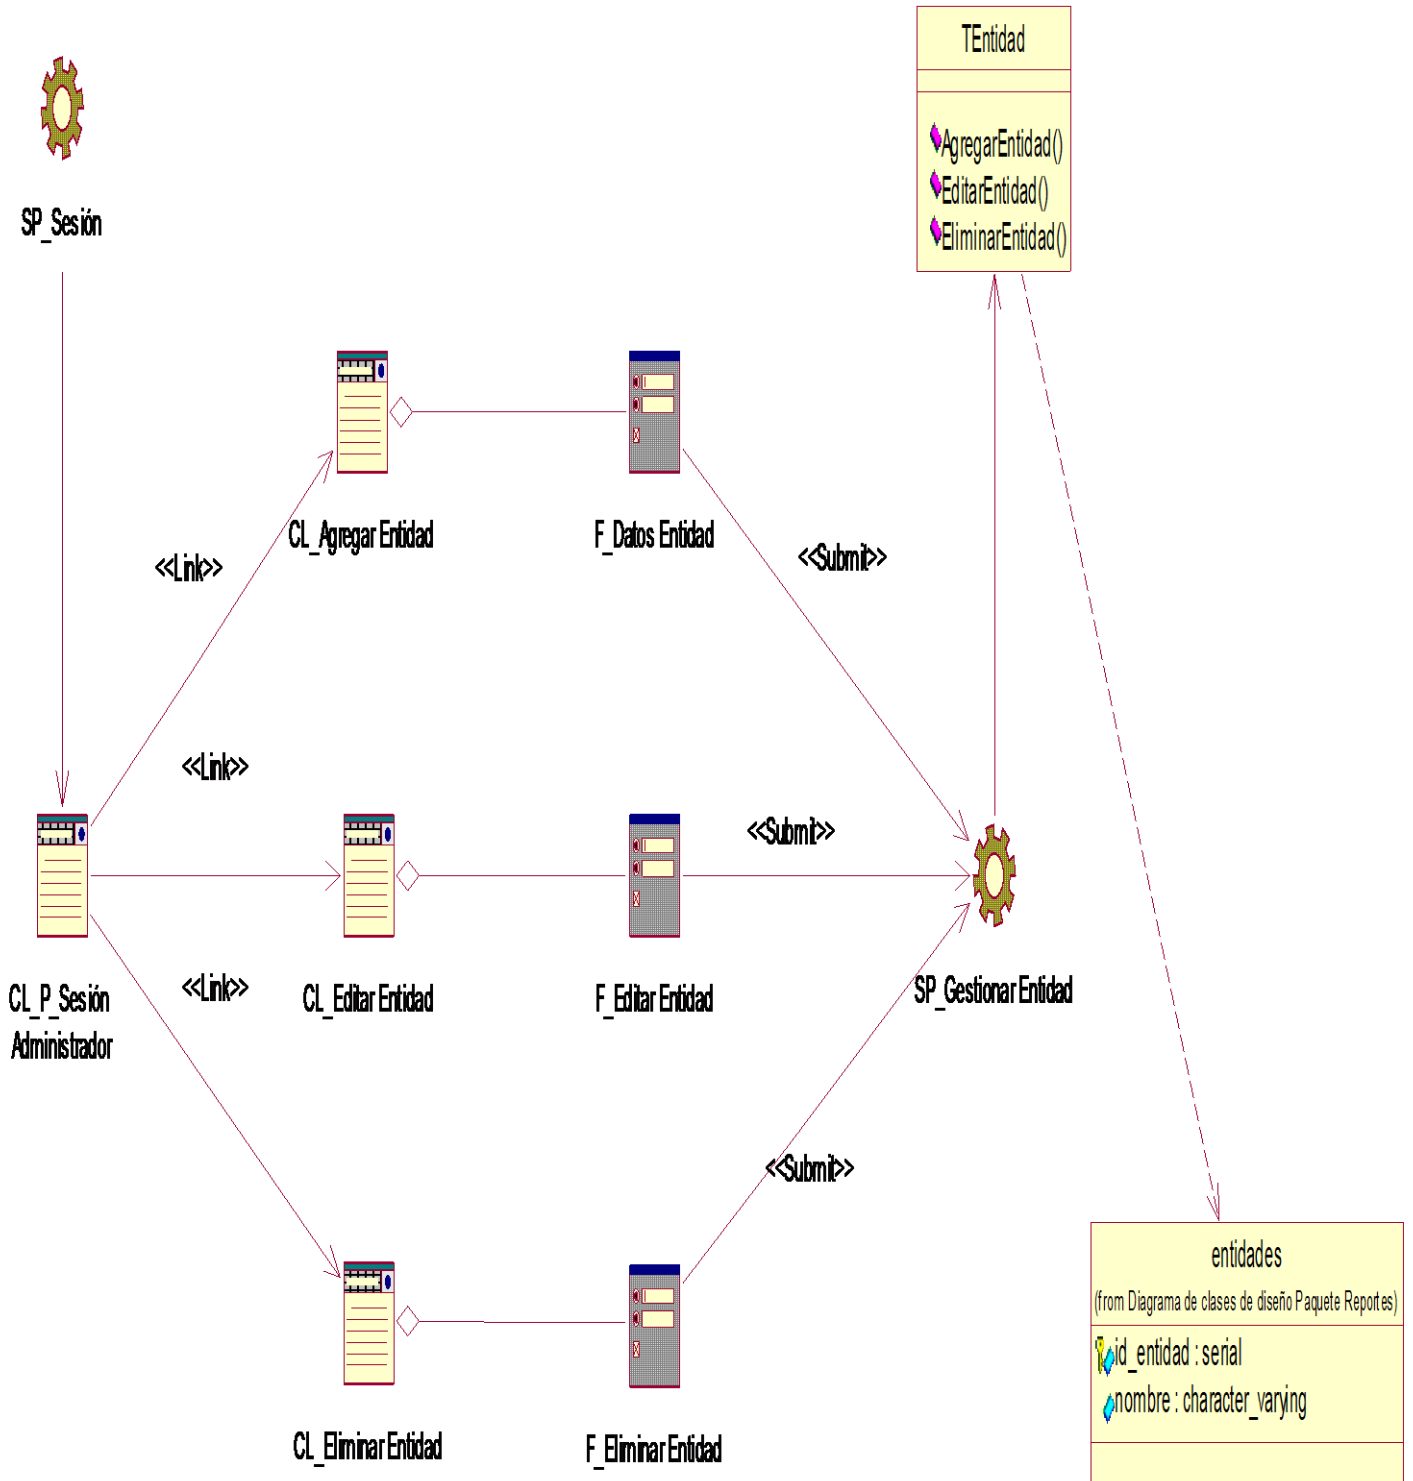 TEntidad
AgregarEntidad()
EditarEntidad()
EliminarEntidad()
SP_Sesión
CL_Agregar Entidad
F_Datos Entidad
<<Link>>
<<Submit>>
<<Link>>
<<Submit>>
CL_P_Sesión
Administrador
<<Link>>
CL_Editar Entidad
F_Editar Entidad
SP_Gestionar Entidad
<<Submit>>
entidades
(from Diagrama de clases de diseño Paquete Reportes)
id_entidad : serial
nombre : character_varying
CL_Eliminar Entidad
F_Eliminar Entidad